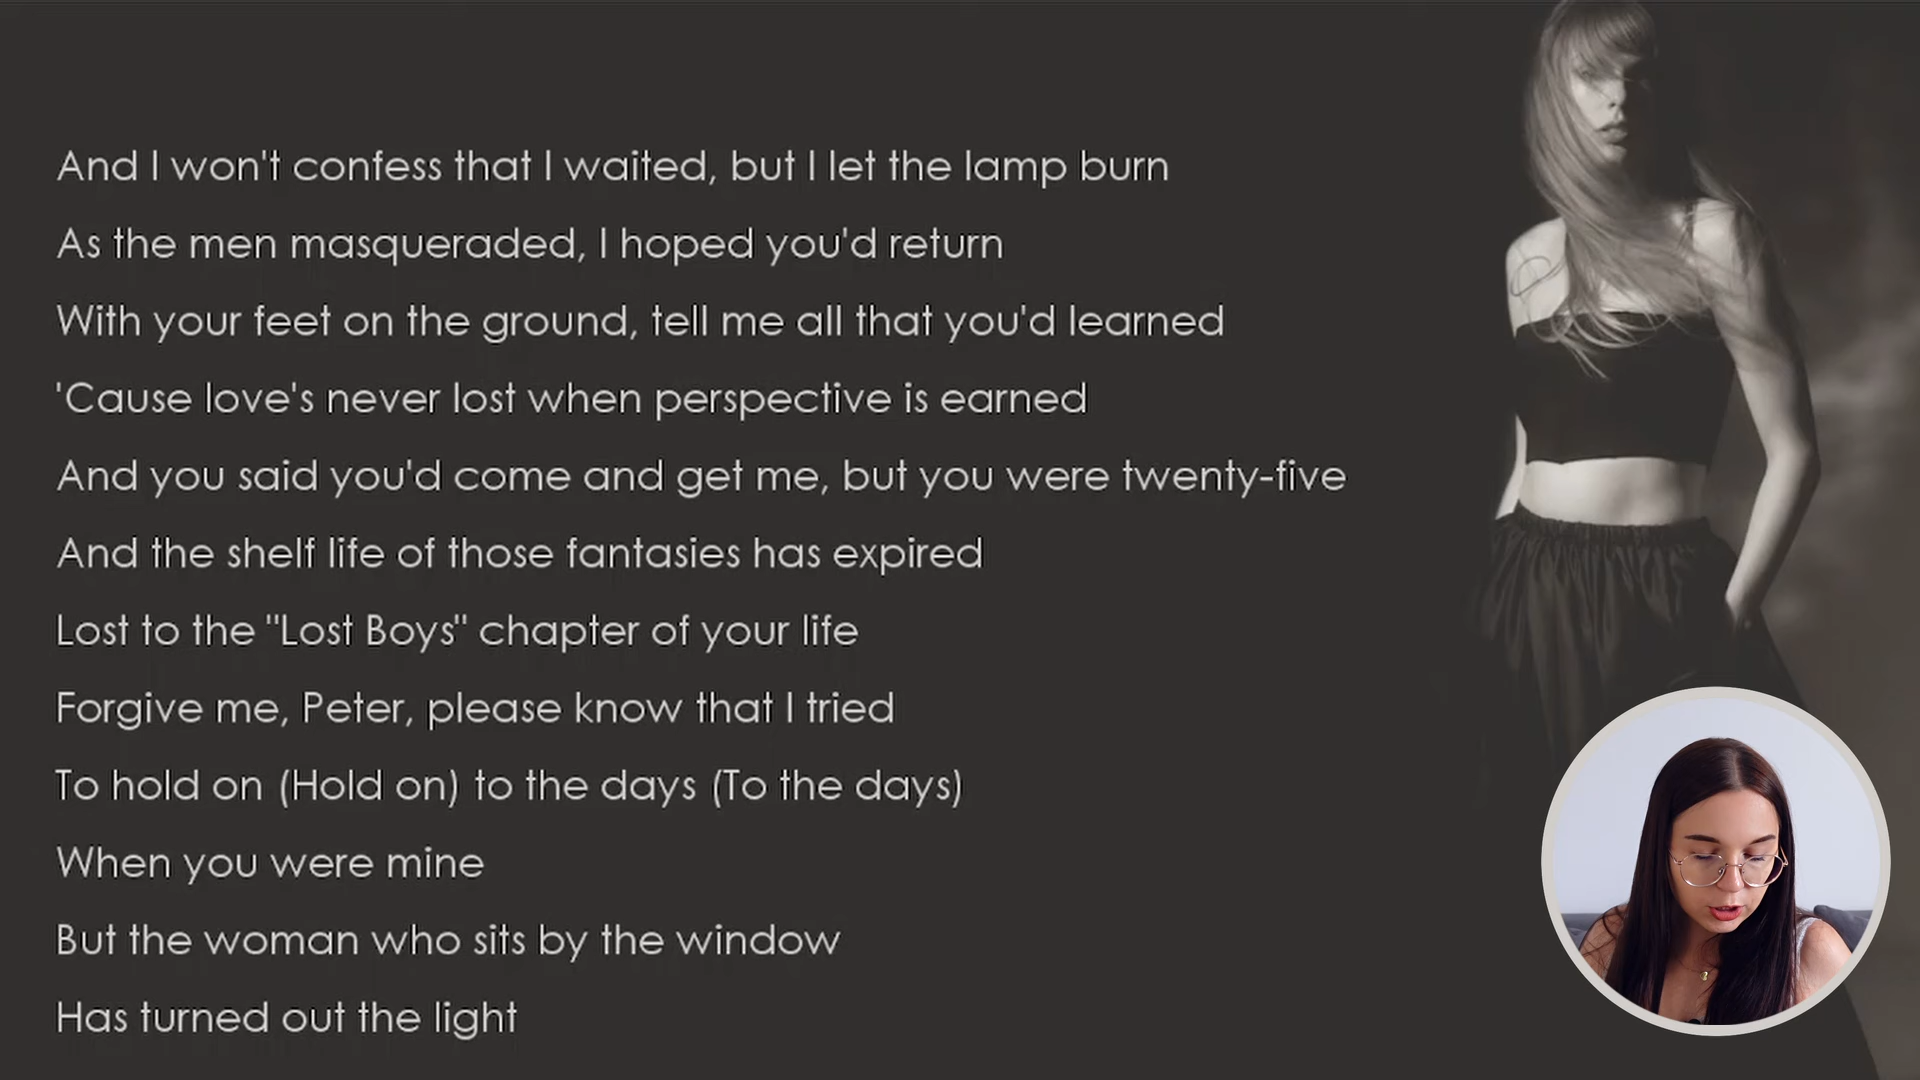 And I won't confess that I waited, but I let the lamp burn
As the men masqueraded, I hoped you'd return
With your feet on the ground, tell me all that you'd learned
'Cause love's never lost when perspective is earned
And you said you'd come and get me, but you were twenty-five
And the shelf life of those fantasies has expired
Lost to the "Lost Boys" chapter of your life
Forgive me, Peter, please know that I tried
To hold on (Hold on) to the days (To the days)
When you were mine
But the woman who sits by the window
Has turned out the light